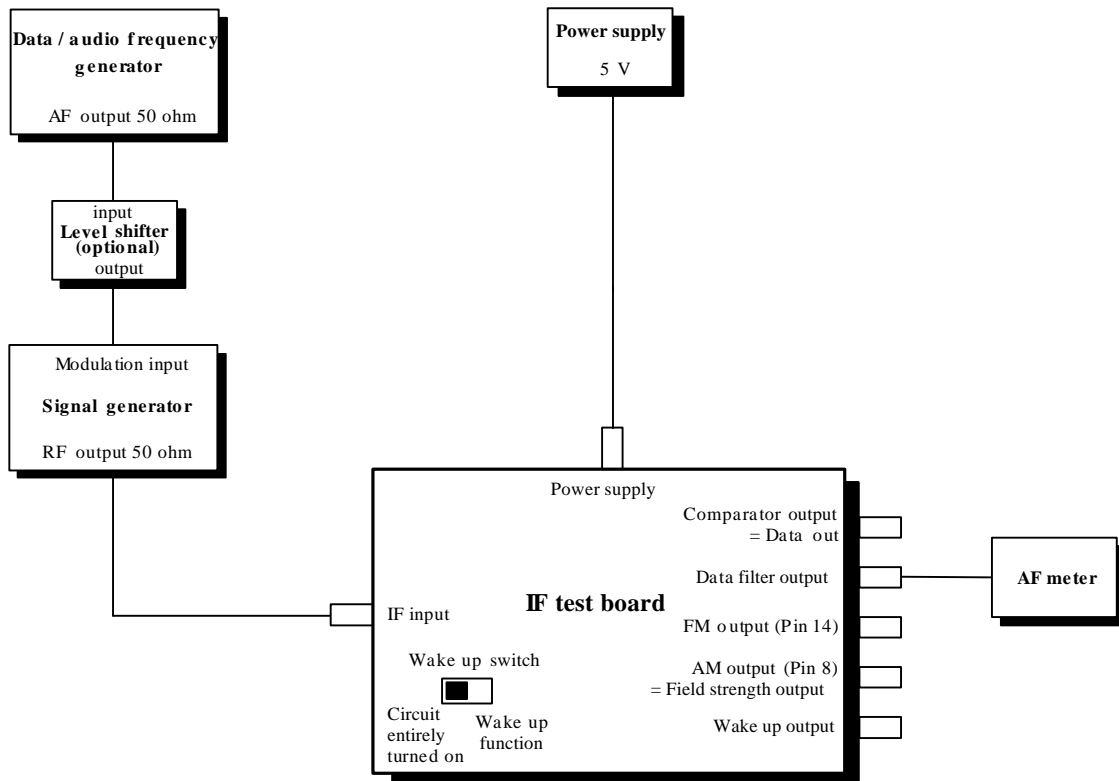 Data / audio frequency
generator
AF output 50 ohm
Power supply
5 V
input
Level shifter
(optional)
output
Modulation input
Signal generator
RF output 50 ohm
Power supply
Comparator output
= Data out
Data filter output
AF meter
IF test board
IF input
FM output (Pin 14)
Wake up switch
AM output (Pin 8)
= Field strength output
Circuit
entirely
turned on
Wake up
function
Wake up output